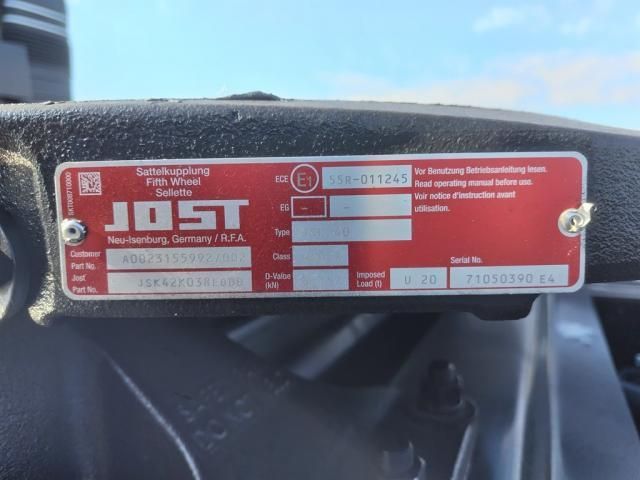 SKT000710000
Sattelkupplung
Fifth Wheel
Sellette
JOST
Neu-Isenburg, Germany / R.F.A.
Customer Part No. A0023155992/002
Jost Part No.
ECE E1 55R-011245
EG - -
Type
Class
D-Value (kN)
Imposed Load (t) U 20
Vor Benutzung Betriebsanleitung lesen.
Read operating manual before use.
Voir notice d'instruction avant
utilisation.
Serial No.
71050390 E4